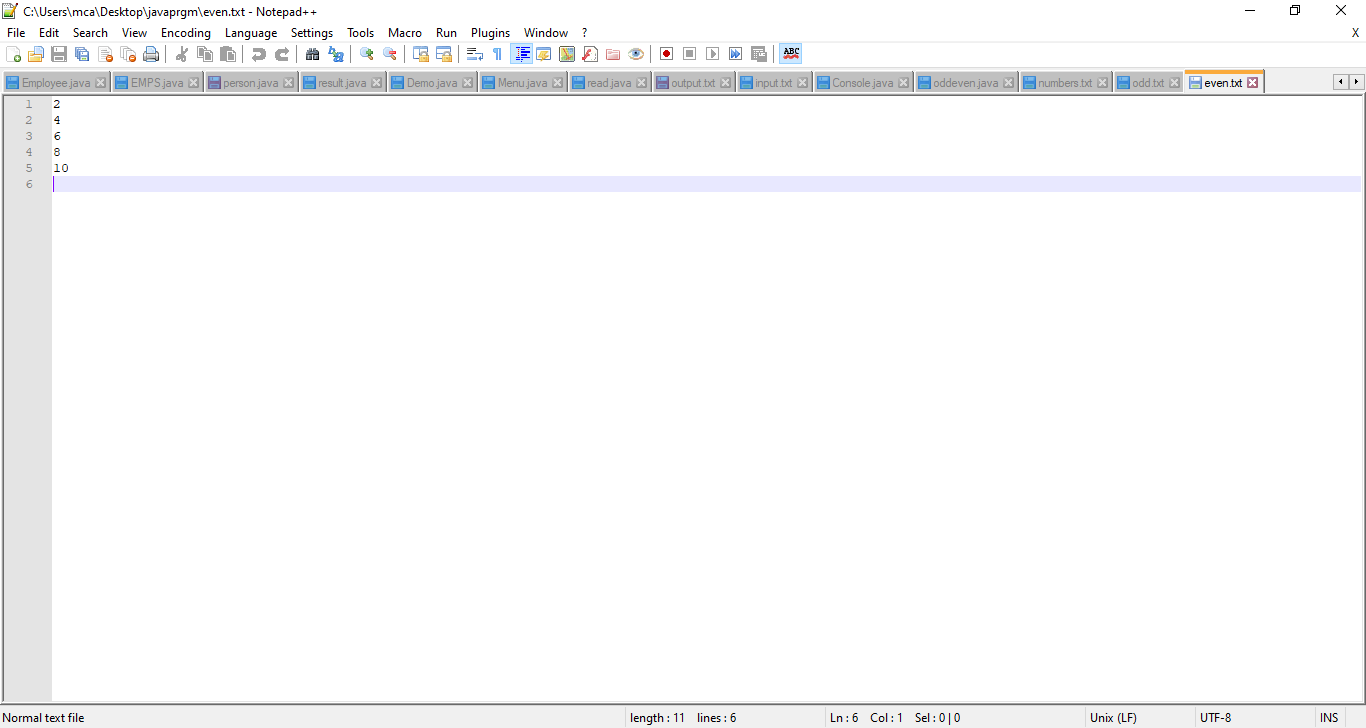 C:\Users\mca\Desktop\javaprgm\even.txt - Notepad++
File Edit Search View Encoding Language Settings Tools Macro Run Plugins Window ? X
ABC
Employee.java EMPS.java person.java result.java Demo.java Menu.java read.java output.txt input.txt Console.java oddeven.java numbers.txt odd.txt even.txt
1 2
2 4
3 6
4 8
5 10
6
Normal text file length : 11 lines : 6 Ln : 6 Col : 1 Sel : 0 | 0 Unix (LF) UTF-8 INS